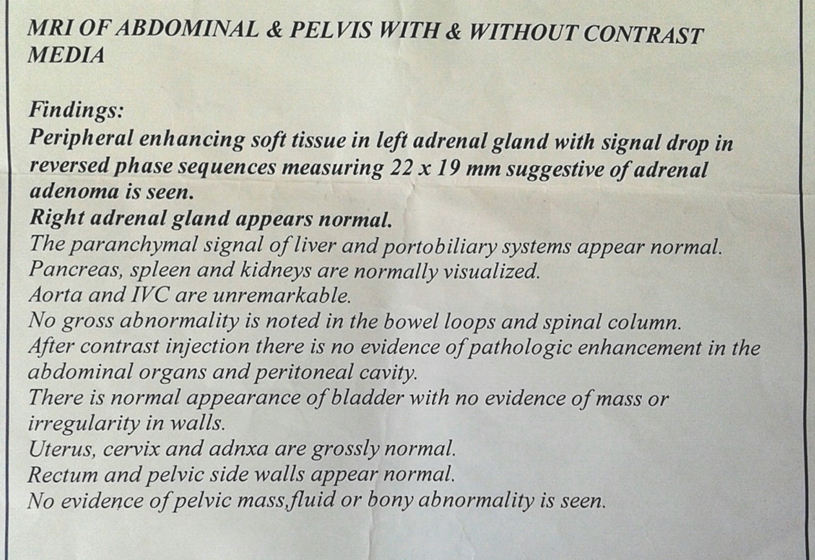 MRI OF ABDOMINAL & PELVIS WITH & WITHOUT CONTRAST
MEDIA
Findings:
Peripheral enhancing soft tissue in left adrenal gland with signal drop in
reversed phase sequences measuring 22 x 19 mm suggestive of adrenal
adenoma is seen.
Right adrenal gland appears normal.
The paranchymal signal of liver and portobiliary systems appear normal.
Pancreas, spleen and kidneys are normally visualized.
Aorta and IVC are unremarkable.
No gross abnormality is noted in the bowel loops and spinal column.
After contrast injection there is no evidence of pathologic enhancement in the
abdominal organs and peritoneal cavity.
There is normal appearance of bladder with no evidence of mass or
irregularity in walls.
Uterus, cervix and adnxa are grossly normal.
Rectum and pelvic side walls appear normal.
No evidence of pelvic mass,fluid or bony abnormality is seen.